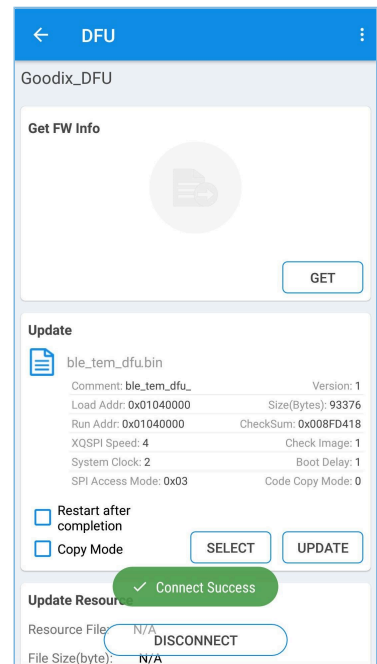 DFU
Goodix_DFU
Get FW Info
GET
Update
ble_tem_dfu.bin
Comment: ble_tem_dfu_ Version: 1
Load Addr: 0x01040000 Size(Bytes): 93376
Run Addr: 0x01040000 CheckSum: 0x008FD418
XQSPI Speed: 4 Check Image: 1
System Clock: 2 Boot Delay: 1
SPI Access Mode: 0x03 Code Copy Mode: 0
Restart after
completion
Copy Mode SELECT UPDATE
Connect Success
Update Resource
Resource File: N/A
DISCONNECT
File Size(byte): N/A